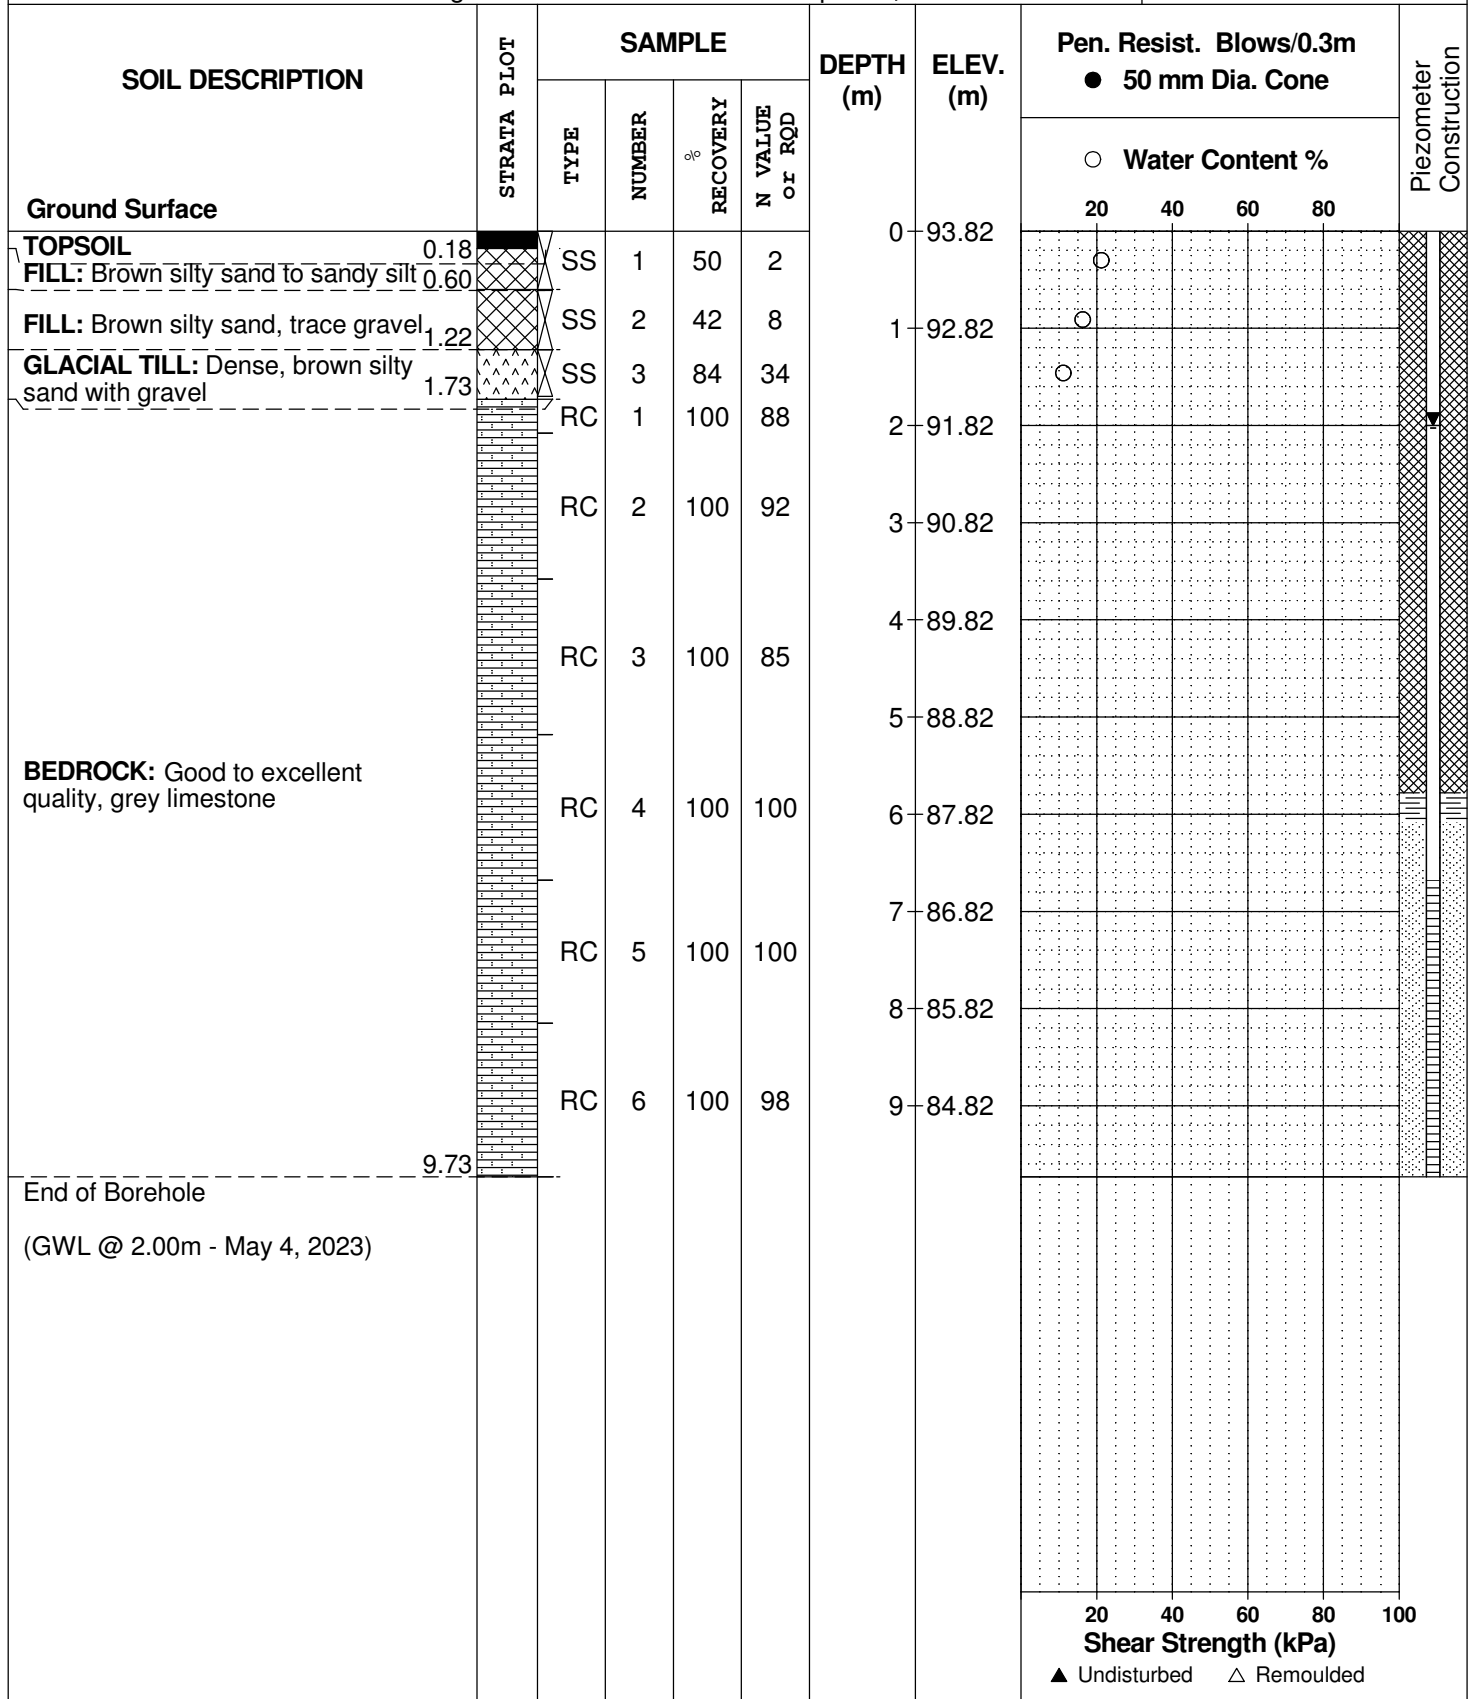 SOIL DESCRIPTION
STRATA PLOT
SAMPLE
TYPE
NUMBER
%
RECOVERY
N VALUE
or RQD
DEPTH
(m)
ELEV.
(m)
Pen. Resist. Blows/0.3m
● 50 mm Dia. Cone
○ Water Content %
20 40 60 80
Piezometer
Construction
Ground Surface
0 93.82
TOPSOIL 0.18
SS 1 50 2
FILL: Brown silty sand to sandy silt 0.60
FILL: Brown silty sand, trace gravel 1.22
SS 2 42 8
1 92.82
GLACIAL TILL: Dense, brown silty
sand with gravel 1.73
SS 3 84 34
RC 1 100 88
2 91.82
RC 2 100 92
3 90.82
4 89.82
RC 3 100 85
5 88.82
BEDROCK: Good to excellent
quality, grey limestone
RC 4 100 100
6 87.82
7 86.82
RC 5 100 100
8 85.82
RC 6 100 98
9 84.82
9.73
End of Borehole
(GWL @ 2.00m - May 4, 2023)
20 40 60 80 100
Shear Strength (kPa)
▲ Undisturbed △ Remoulded